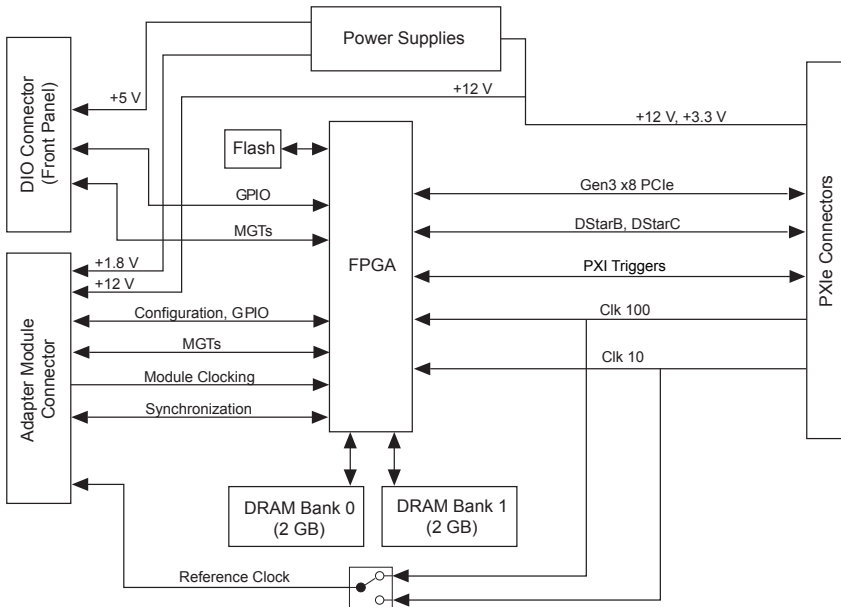 Power Supplies
DIO Connector
(Front Panel)
+5 V
+12 V
+12 V, +3.3 V
Flash
FPGA
PXIe Connectors
Gen3 x8 PCIe
GPIO
DStarB, DStarC
MGTs
PXI Triggers
+1.8 V
+12 V
Adapter Module
Connector
Configuration, GPIO
Clk 100
MGTs
Clk 10
Module Clocking
Synchronization
DRAM Bank 0
(2 GB)
DRAM Bank 1
(2 GB)
Reference Clock